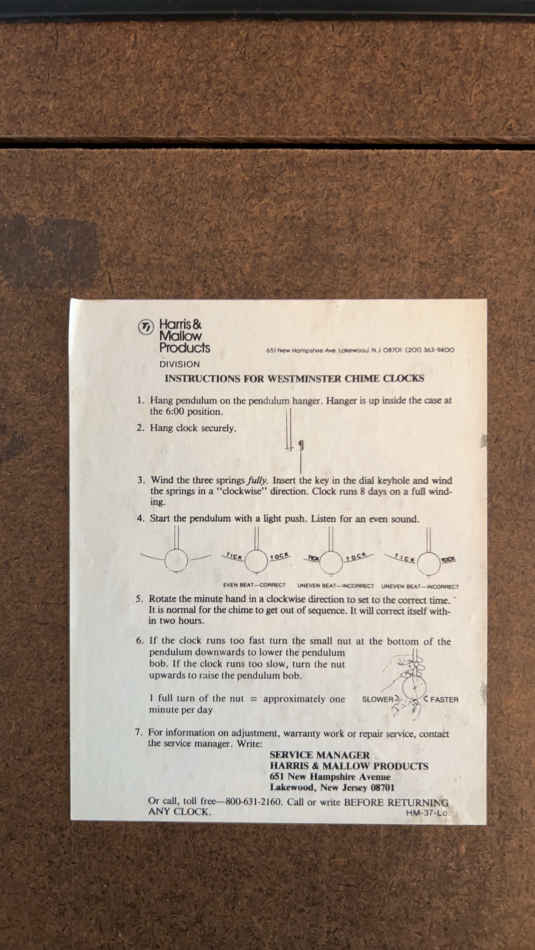 Harris &
Mallow
Products
DIVISION
651 New Hampshire Ave. Lakewood, N.J. 08701 (201) 363-9400
INSTRUCTIONS FOR WESTMINSTER CHIME CLOCKS
1. Hang pendulum on the pendulum hanger. Hanger is up inside the case at
the 6:00 position.
2. Hang clock securely.
3. Wind the three springs fully. Insert the key in the dial keyhole and wind
the springs in a "clockwise" direction. Clock runs 8 days on a full wind-
ing.
4. Start the pendulum with a light push. Listen for an even sound.
TICK TOCK TICK TOCK TICK TOCK
EVEN BEAT—CORRECT UNEVEN BEAT—INCORRECT UNEVEN BEAT—INCORRECT
5. Rotate the minute hand in a clockwise direction to set to the correct time.
It is normal for the chime to get out of sequence. It will correct itself with-
in two hours.
6. If the clock runs too fast turn the small nut at the bottom of the
pendulum downwards to lower the pendulum
bob. If the clock runs too slow, turn the nut
upwards to raise the pendulum bob.
1 full turn of the nut = approximately one
minute per day
SLOWER FASTER
7. For information on adjustment, warranty work or repair service, contact
the service manager. Write:
SERVICE MANAGER
HARRIS & MALLOW PRODUCTS
651 New Hampshire Avenue
Lakewood, New Jersey 08701
Or call, toll free—800-631-2160. Call or write BEFORE RETURNING
ANY CLOCK.
HM-37-Lo